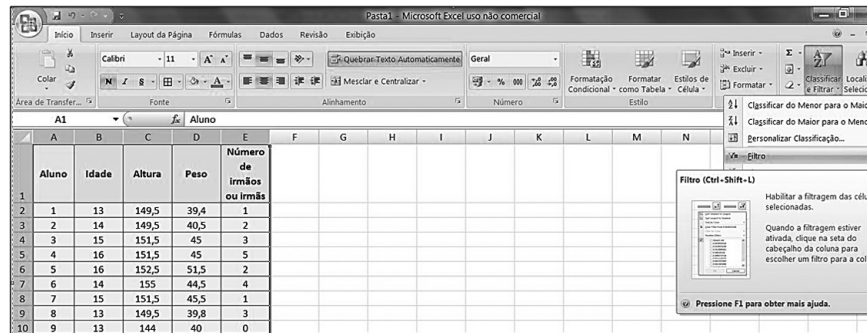 Pasta1 - Microsoft Excel uso não comercial
Início Inserir Layout da Página Fórmulas Dados Revisão Exibição
Colar
Calibri 11 A A
Quebrar Texto Automaticamente
Geral
N I S
Mesclar e Centralizar
% 000
Formatação Condicional
Formatar como Tabela
Estilos de Célula
Inserir
Excluir
Formatar
Classificar e Filtrar
Área de Transfer...
Fonte
Alinhamento
Número
Estilo
A1 fx Aluno
Classificar do Menor para o Maio
Classificar do Maior para o Meno
Personalizar Classificação...
Filtro
Filtro (Ctrl+Shift+L)
Habilitar a filtragem das célu
selecionadas.
Quando a filtragem estiver
ativada, clique na seta do
cabeçalho da coluna para
escolher um filtro para a col
Pressione F1 para obter mais ajuda.
A B C D E F G H I J K L M N
1 Aluno Idade Altura Peso Número de irmãos ou irmãs
2 1 13 149,5 39,4 1
3 2 14 149,5 40,5 2
4 3 15 151,5 45 3
5 4 16 151,5 45 5
6 5 16 152,5 51,5 2
7 6 14 155 44,5 4
8 7 15 151,5 45,5 1
9 8 13 149,5 39,8 3
10 9 13 144 40 0